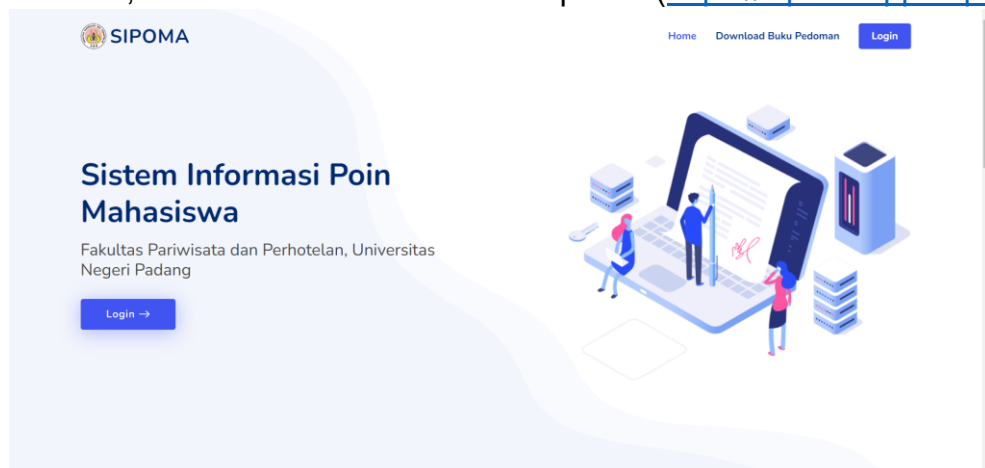 SIPOMA
Home Download Buku Pedoman Login
Sistem Informasi Poin
Mahasiswa
Fakultas Pariwisata dan Perhotelan, Universitas
Negeri Padang
Login →